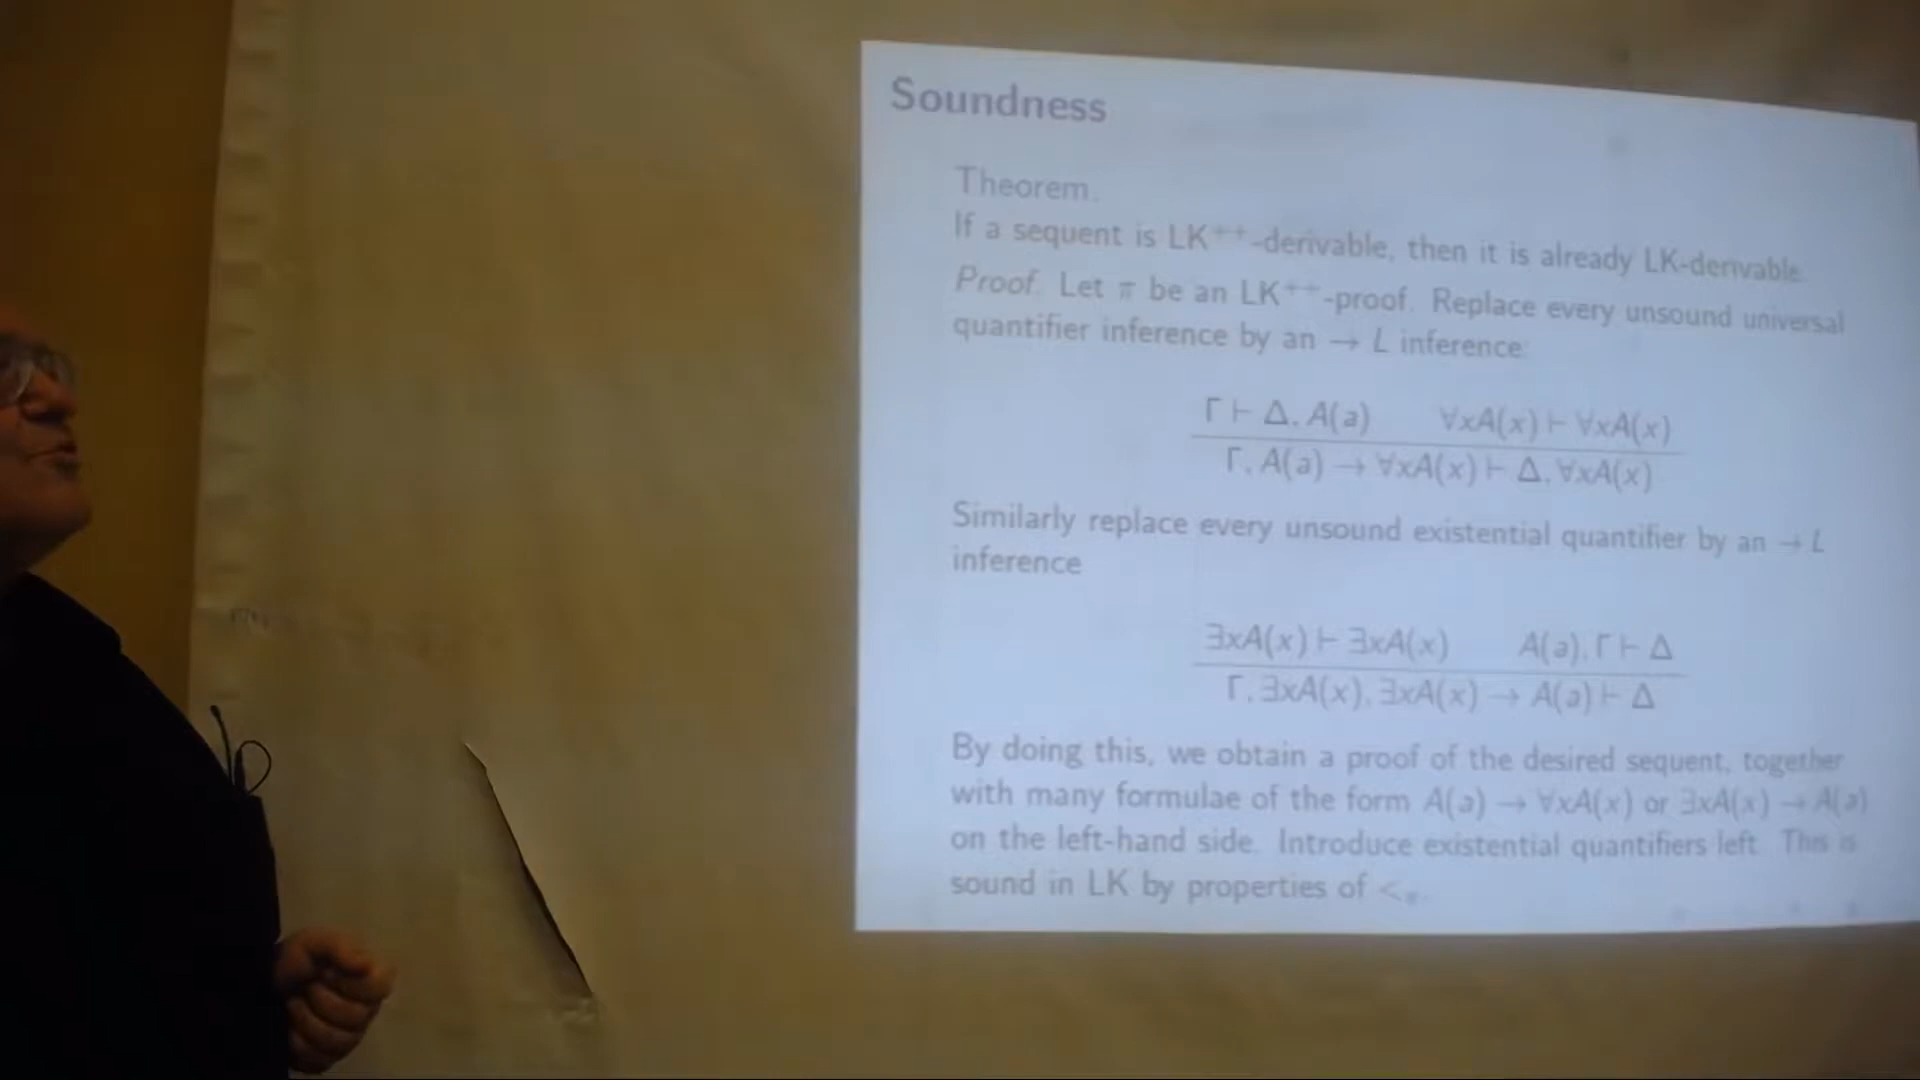 Soundness
Theorem.
If a sequent is LK⁺⁺-derivable, then it is already LK-derivable.
Proof. Let π be an LK⁺⁺-proof. Replace every unsound universal
quantifier inference by an → L inference:
Γ ⊢ Δ, A(a) ∀xA(x) ⊢ ∀xA(x)
Γ, A(a) → ∀xA(x) ⊢ Δ, ∀xA(x)
Similarly replace every unsound existential quantifier by an → L
inference
∃xA(x) ⊢ ∃xA(x) A(a), Γ ⊢ Δ
Γ, ∃xA(x), ∃xA(x) → A(a) ⊢ Δ
By doing this, we obtain a proof of the desired sequent, together
with many formulae of the form A(a) → ∀xA(x) or ∃xA(x) → A(a)
on the left-hand side. Introduce existential quantifiers left. This is
sound in LK by properties of <